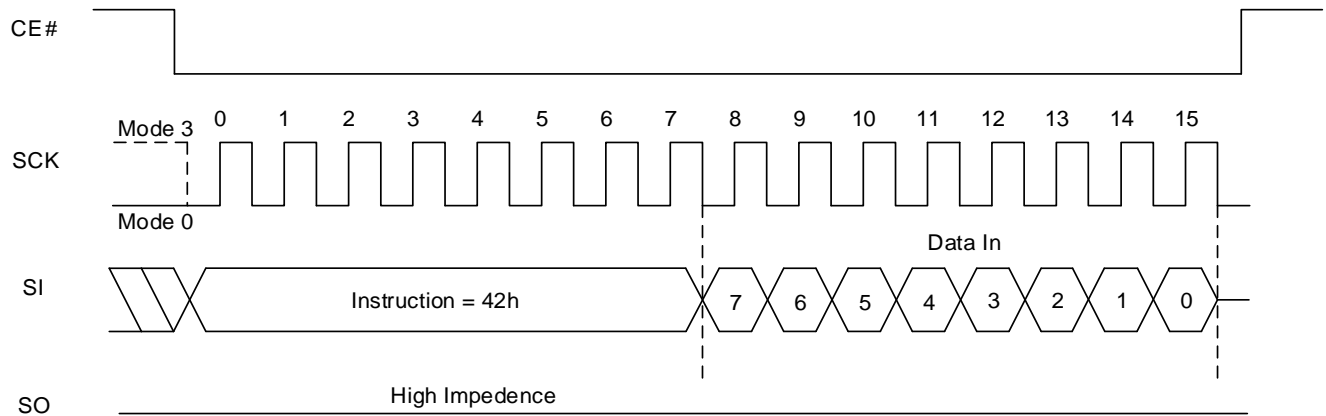 CE#
Mode 3 0 1 2 3 4 5 6 7 8 9 10 11 12 13 14 15
SCK
Mode 0
Data In
SI Instruction = 42h 7 6 5 4 3 2 1 0
High Impedence
SO